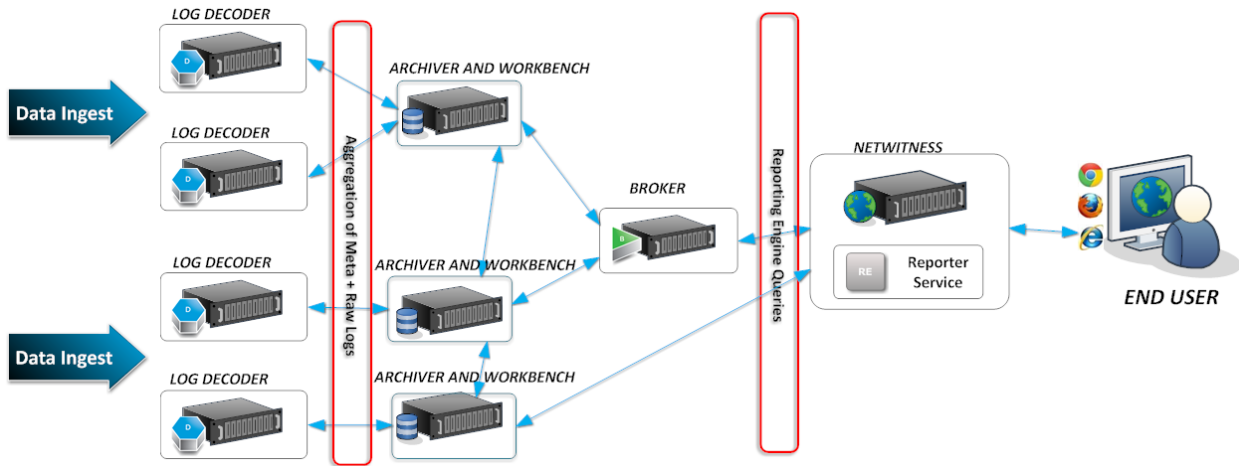 LOG DECODER
D
Data Ingest
LOG DECODER
D
LOG DECODER
D
Data Ingest
LOG DECODER
D
Aggregation of Meta + Raw Logs
ARCHIVER AND WORKBENCH
ARCHIVER AND WORKBENCH
ARCHIVER AND WORKBENCH
BROKER
B
Reporting Engine Queries
NETWITNESS
RE
Reporter
Service
END USER